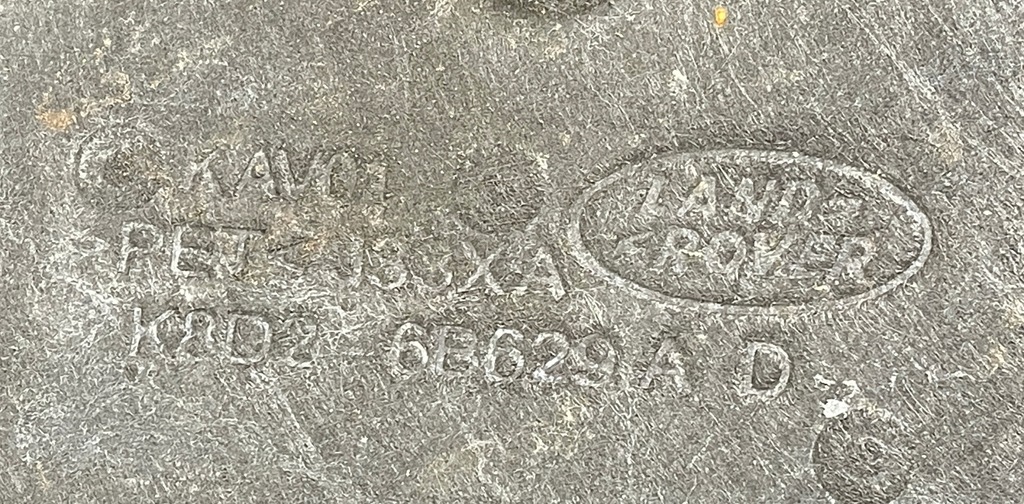 KAV01
LAND
ROVER
>PET<
K8D2 6B629 A D